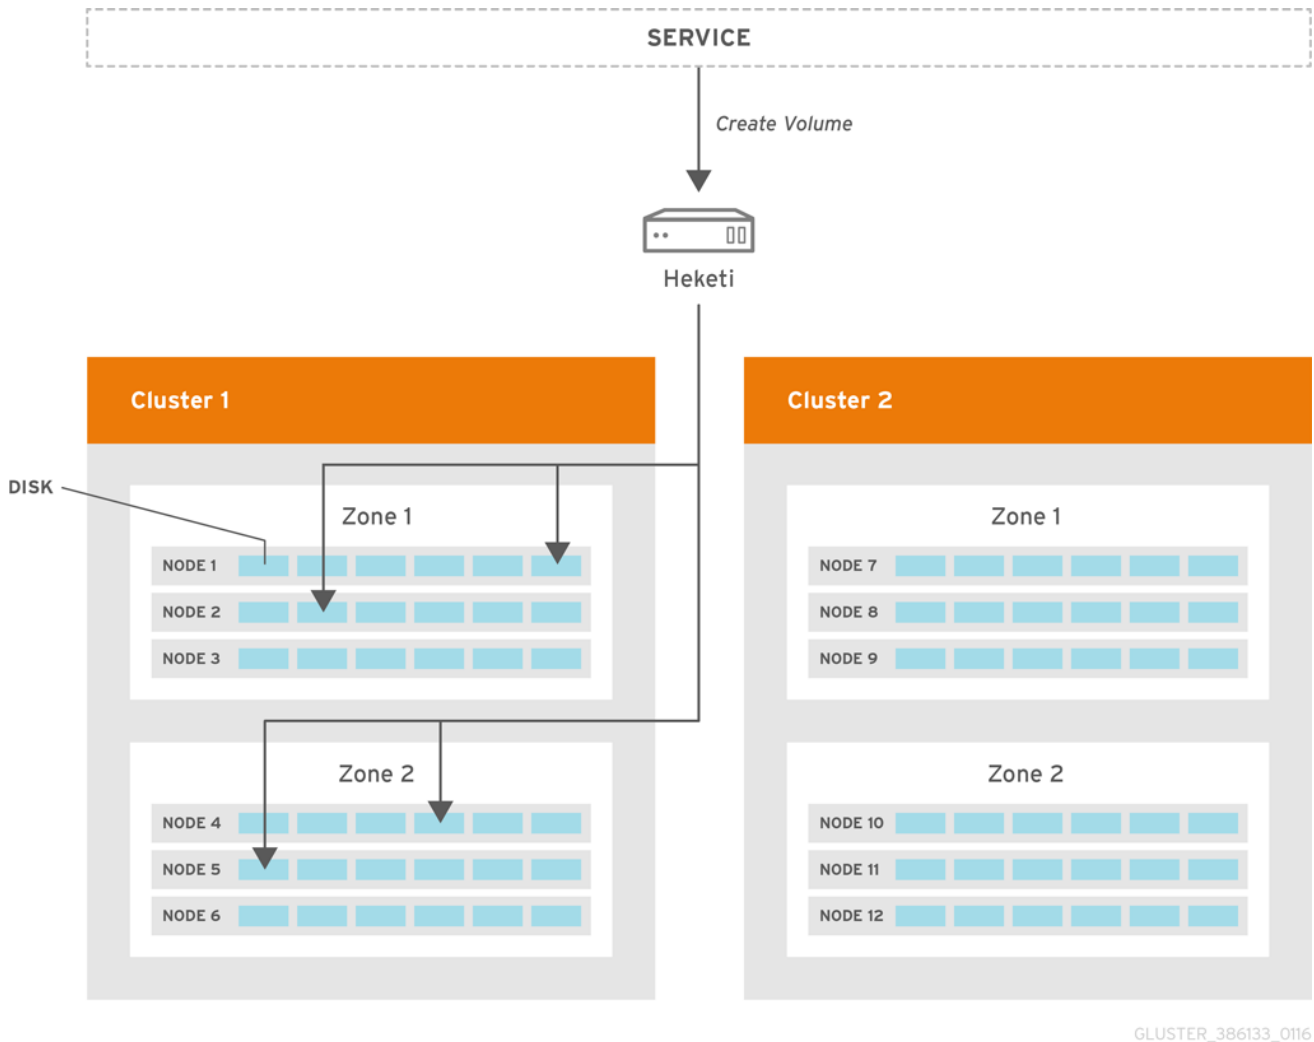 SERVICE
Create Volume
Heketi
Cluster 1
DISK
Zone 1
NODE 1
NODE 2
NODE 3
Zone 2
NODE 4
NODE 5
NODE 6
Cluster 2
Zone 1
NODE 7
NODE 8
NODE 9
Zone 2
NODE 10
NODE 11
NODE 12
GLUSTER_386133_0116